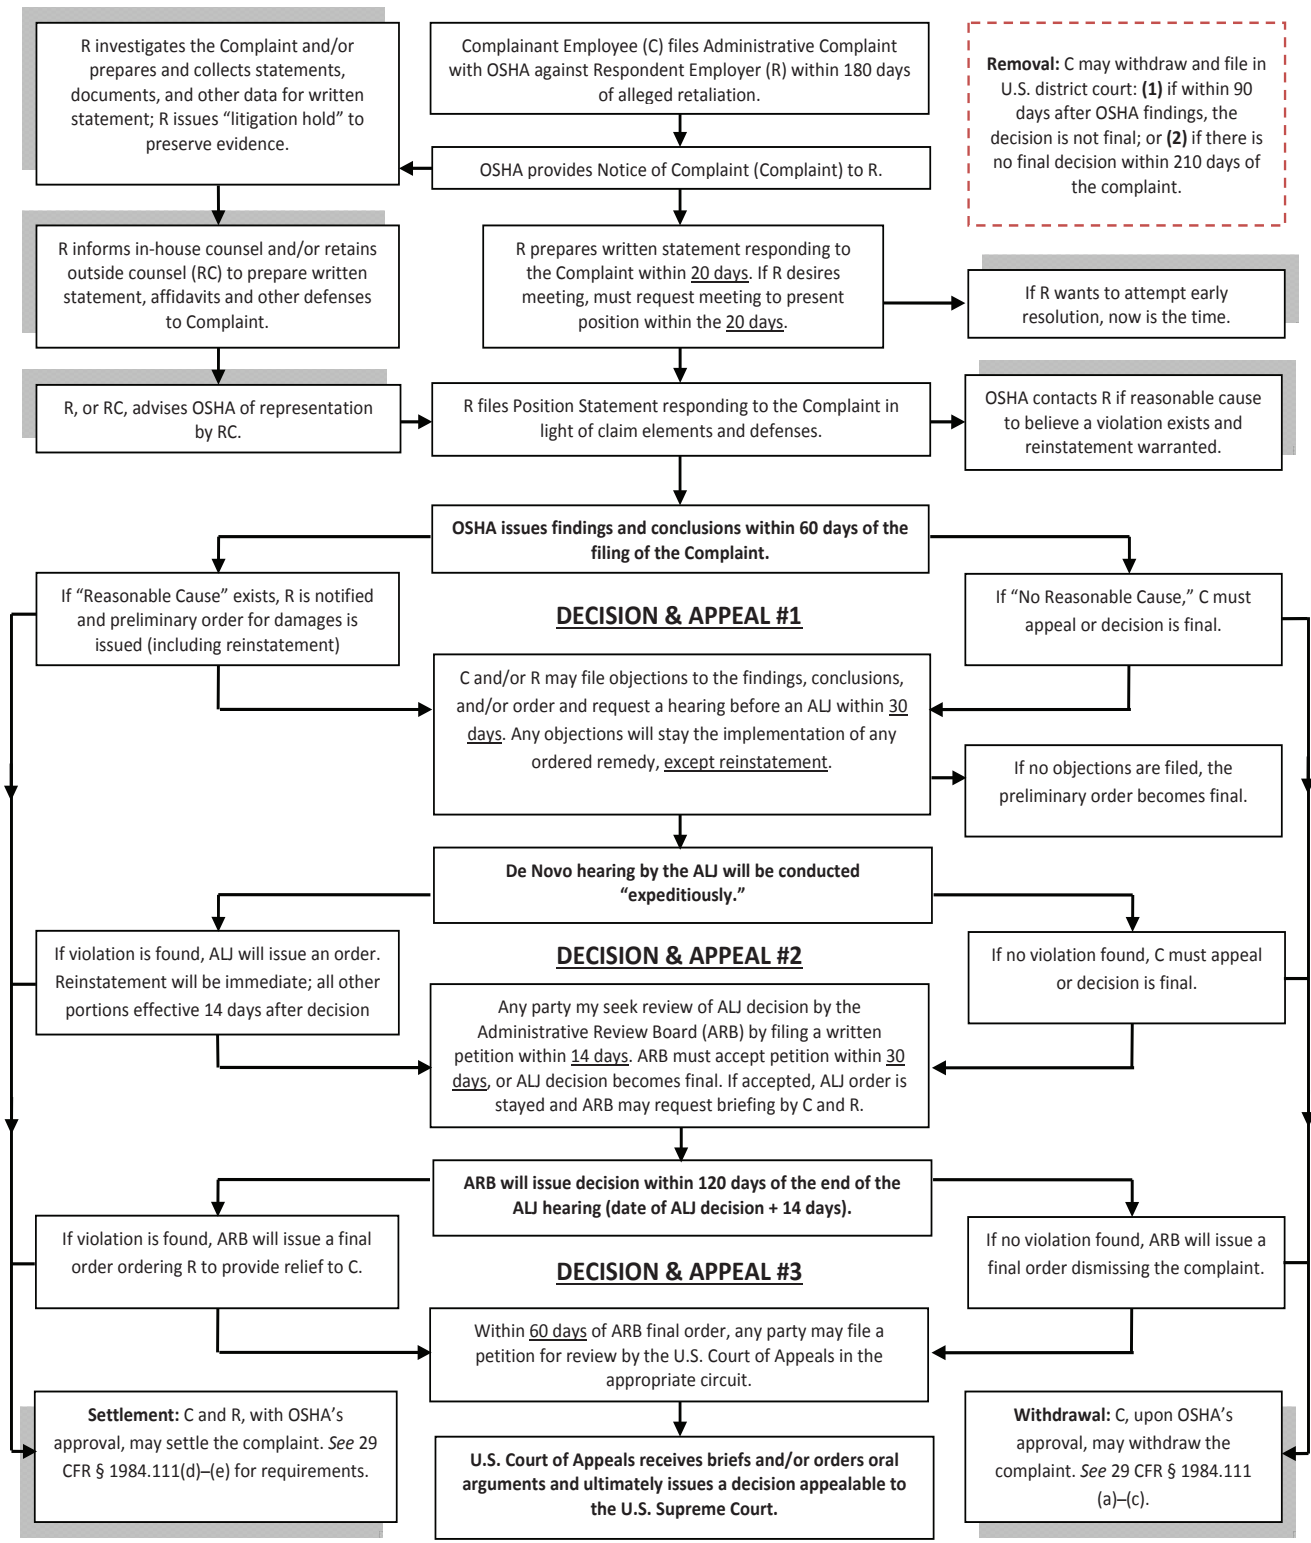 R investigates the Complaint and/or
prepares and collects statements,
documents, and other data for written
statement; R issues “litigation hold” to
preserve evidence.
Complainant Employee (C) files Administrative Complaint
with OSHA against Respondent Employer (R) within 180 days
of alleged retaliation.
Removal: C may withdraw and file in
U.S. district court: (1) if within 90
days after OSHA findings, the
decision is not final; or (2) if there is
no final decision within 210 days of
the complaint.
OSHA provides Notice of Complaint (Complaint) to R.
R informs in-house counsel and/or retains
outside counsel (RC) to prepare written
statement, affidavits and other defenses
to Complaint.
R prepares written statement responding to
the Complaint within 20 days. If R desires
meeting, must request meeting to present
position within the 20 days.
If R wants to attempt early
resolution, now is the time.
R, or RC, advises OSHA of representation
by RC.
R files Position Statement responding to the Complaint in
light of claim elements and defenses.
OSHA contacts R if reasonable cause
to believe a violation exists and
reinstatement warranted.
OSHA issues findings and conclusions within 60 days of the
filing of the Complaint.
If “Reasonable Cause” exists, R is notified
and preliminary order for damages is
issued (including reinstatement)
DECISION & APPEAL #1
If “No Reasonable Cause,” C must
appeal or decision is final.
C and/or R may file objections to the findings, conclusions,
and/or order and request a hearing before an ALJ within 30
days. Any objections will stay the implementation of any
ordered remedy, except reinstatement.
If no objections are filed, the
preliminary order becomes final.
De Novo hearing by the ALJ will be conducted
“expeditiously.”
If violation is found, ALJ will issue an order.
Reinstatement will be immediate; all other
portions effective 14 days after decision
DECISION & APPEAL #2
If no violation found, C must appeal
or decision is final.
Any party my seek review of ALJ decision by the
Administrative Review Board (ARB) by filing a written
petition within 14 days. ARB must accept petition within 30
days, or ALJ decision becomes final. If accepted, ALJ order is
stayed and ARB may request briefing by C and R.
ARB will issue decision within 120 days of the end of the
ALJ hearing (date of ALJ decision + 14 days).
If violation is found, ARB will issue a final
order ordering R to provide relief to C.
DECISION & APPEAL #3
If no violation found, ARB will issue a
final order dismissing the complaint.
Within 60 days of ARB final order, any party may file a
petition for review by the U.S. Court of Appeals in the
appropriate circuit.
Settlement: C and R, with OSHA’s
approval, may settle the complaint. See 29
CFR § 1984.111(d)–(e) for requirements.
U.S. Court of Appeals receives briefs and/or orders oral
arguments and ultimately issues a decision appealable to
the U.S. Supreme Court.
Withdrawal: C, upon OSHA’s
approval, may withdraw the
complaint. See 29 CFR § 1984.111
(a)–(c).